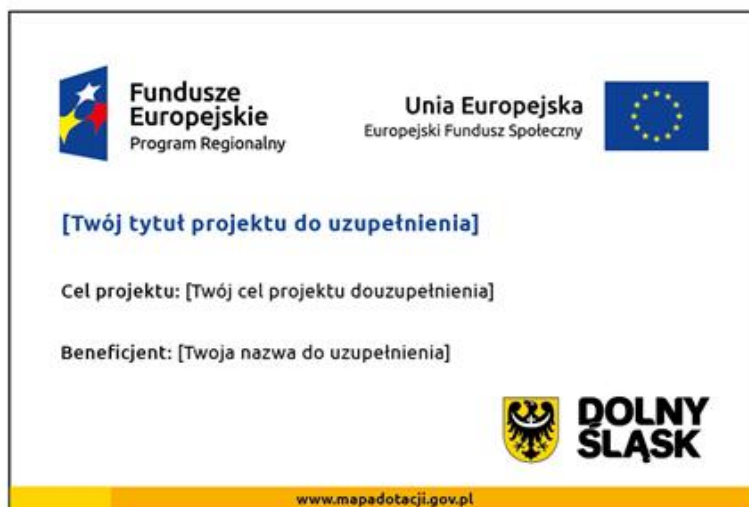 Fundusze
Europejskie
Program Regionalny
Unia Europejska
Europejski Fundusz Społeczny
[Twój tytuł projektu do uzupełnienia]
Cel projektu: [Twój cel projektu douzupełnienia]
Beneficjent: [Twoja nazwa do uzupełnienia]
DOLNY
ŚLĄSK
www.mapadotacji.gov.pl